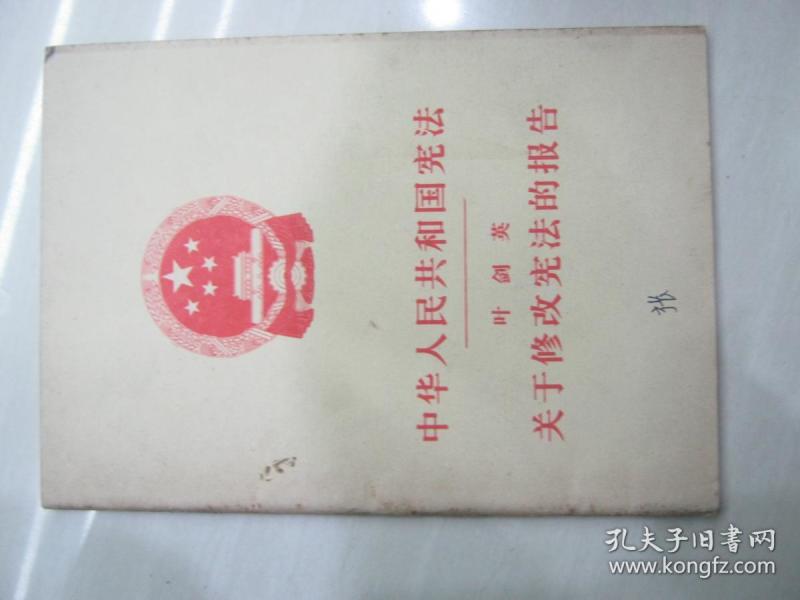 中华人民共和国宪法
叶剑英
关于修改宪法的报告
张
孔夫子旧书网
www.kongfz.com